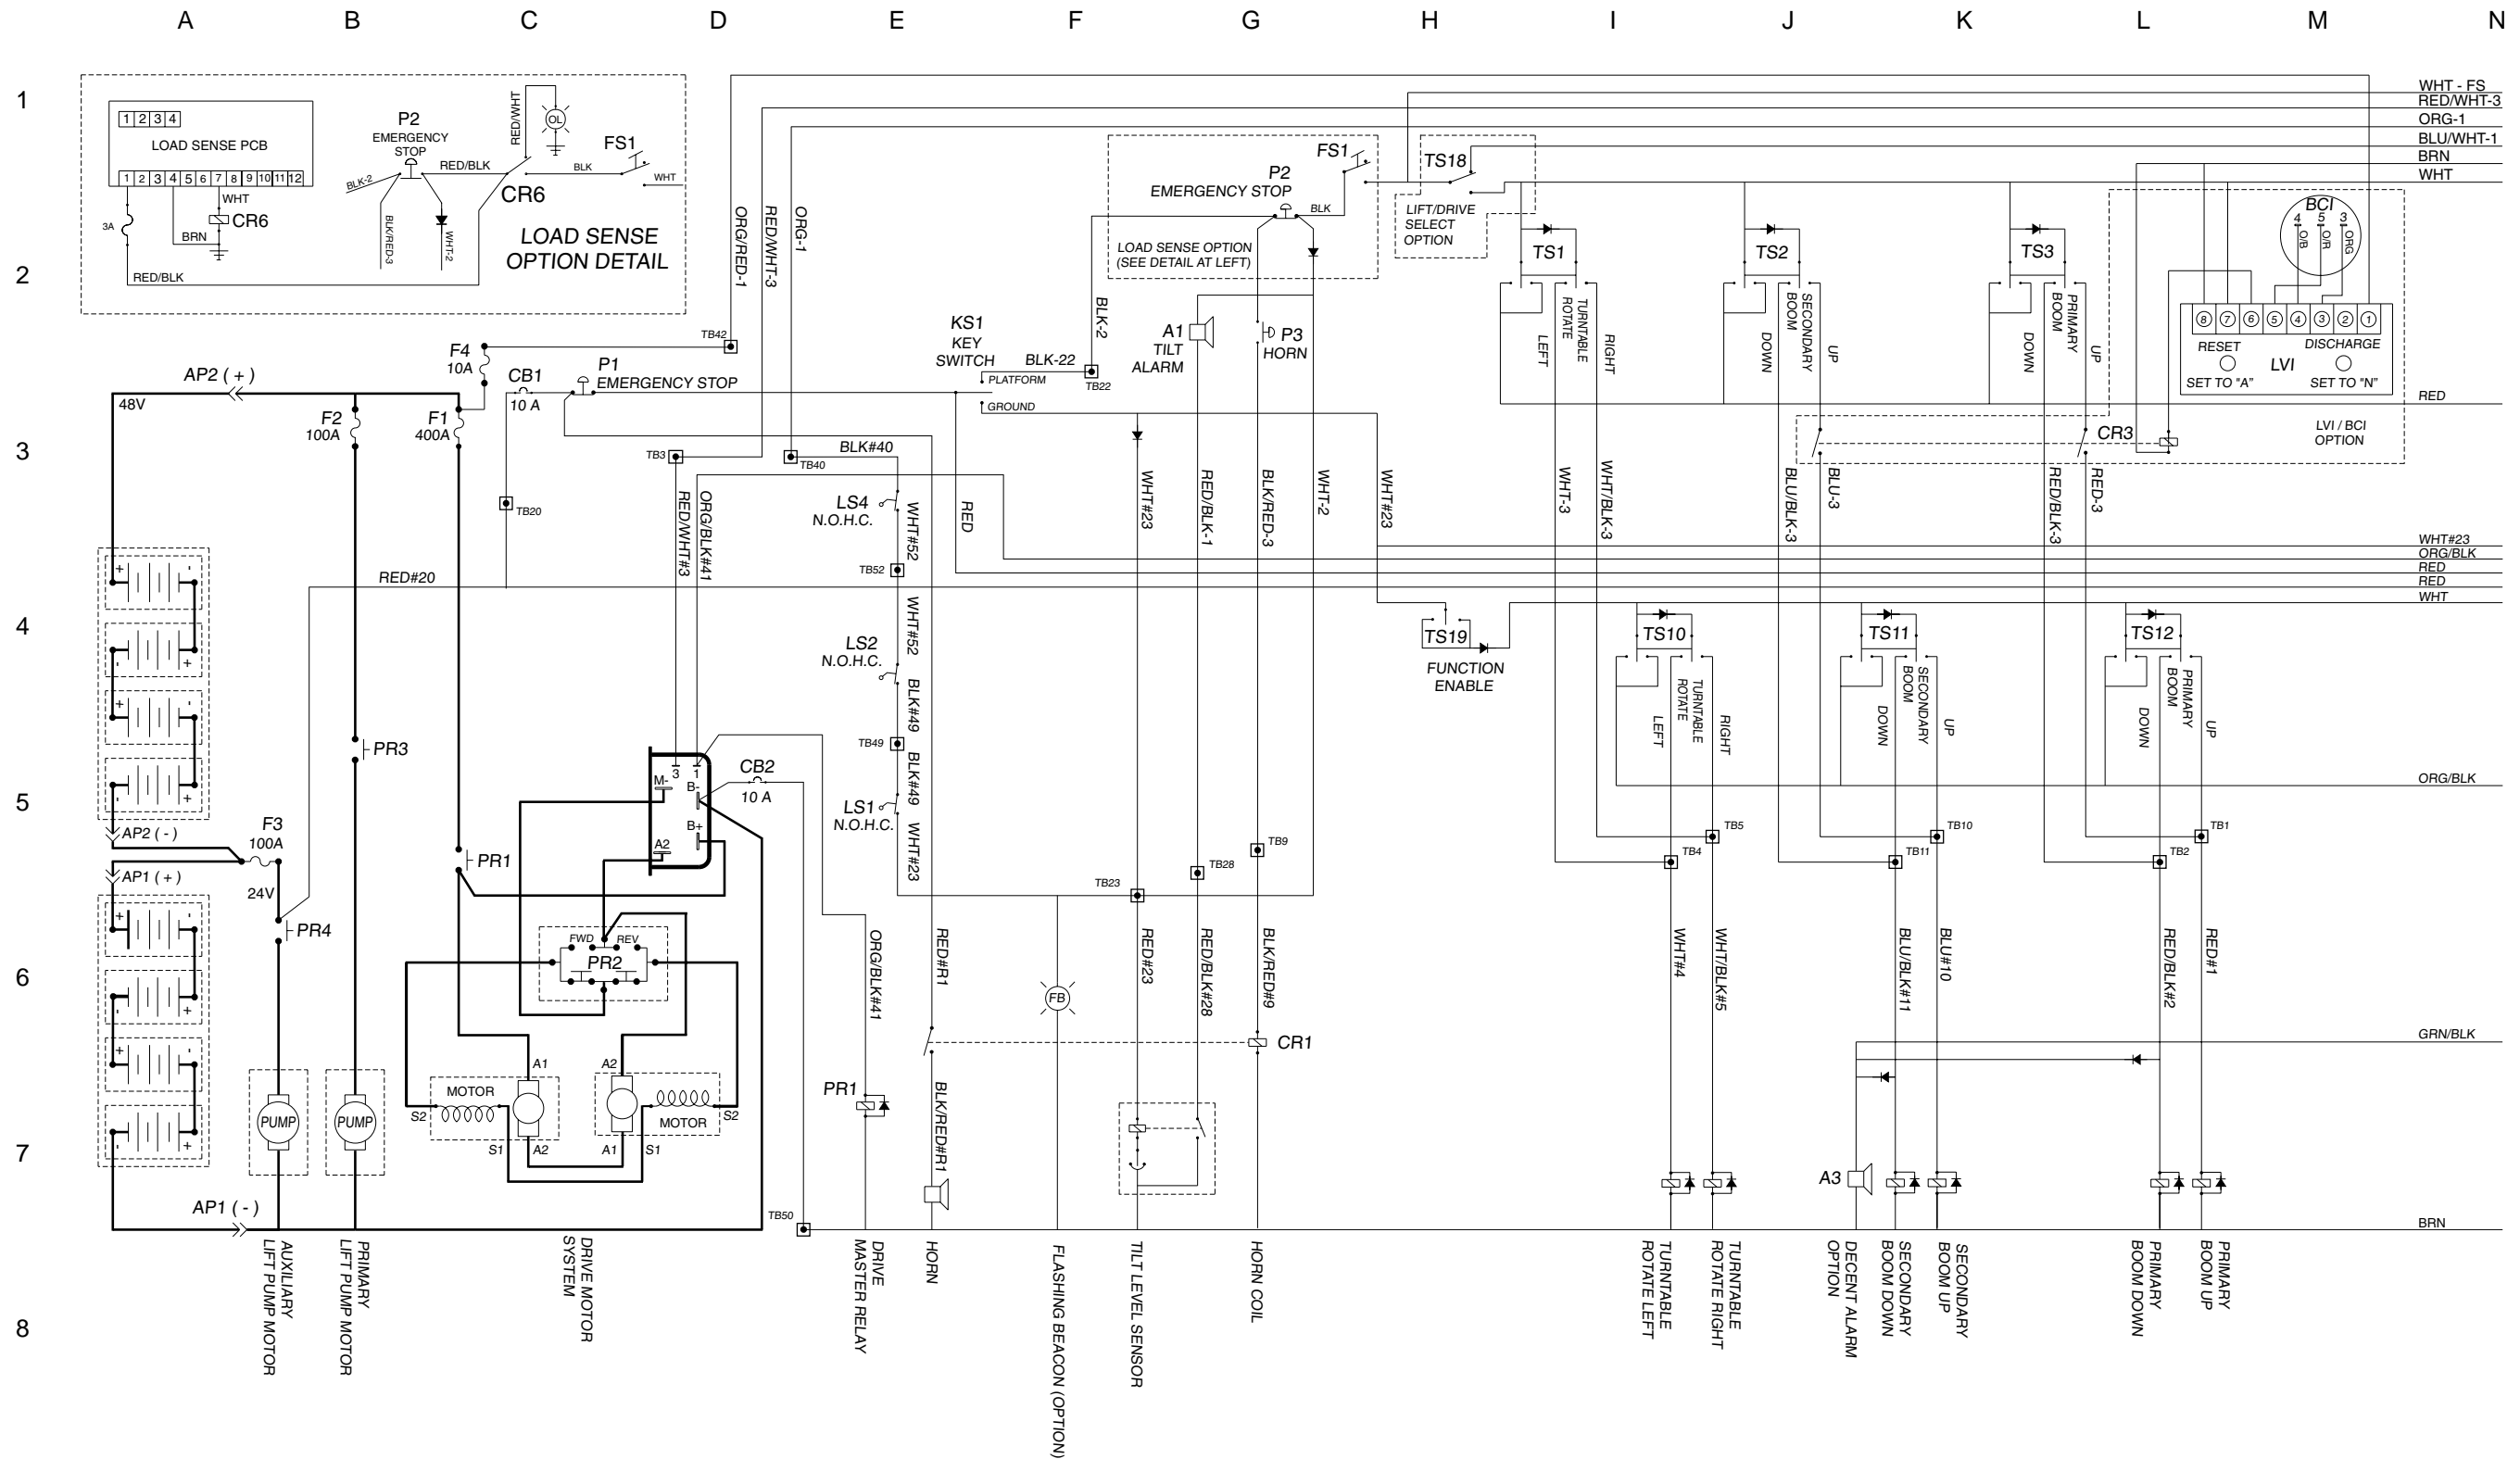 A B C D E F G H I J K L M N
1
2
3
4
5
6
7
8
1 2 3 4
LOAD SENSE PCB
1 2 3 4 5 6 7 8 9 10 11 12
3A
WHT
CR6
BRN
RED/BLK
P2
EMERGENCY
STOP
BLK-2
RED/BLK
BLK/RED-3
WHT-2
RED/WHT
OL
CR6
BLK
FS1
WHT
LOAD SENSE
OPTION DETAIL
ORG/RED-1
RED/WHT-3
ORG-1
FS1
P2
EMERGENCY STOP
BLK
LOAD SENSE OPTION
(SEE DETAIL AT LEFT)
TS18
LIFT/DRIVE
SELECT
OPTION
WHT - FS
RED/WHT-3
ORG-1
BLU/WHT-1
BRN
WHT
TS1
LEFT
TURNTABLE
ROTATE
RIGHT
TS2
DOWN
SECONDARY
BOOM
UP
TS3
DOWN
PRIMARY
BOOM
UP
BCI
4 5 3
O/B
O/R
ORG
8 7 6 5 4 3 2 1
RESET
DISCHARGE
LVI
SET TO "A"
SET TO "N"
RED
CR3
LVI / BCI
OPTION
TB42
F4
10A
CB1
10 A
P1
EMERGENCY STOP
KS1
KEY
SWITCH
PLATFORM
GROUND
BLK-22
BLK-2
TB22
A1
TILT
ALARM
P3
HORN
AP2 ( + )
48V
F2
100A
F1
400A
TB3
TB40
BLK#40
TB20
RED/WHT#3
ORG/BLK#41
LS4
N.O.H.C.
WHT#52
RED
WHT#23
RED/BLK-1
BLK/RED-3
WHT-2
WHT#23
WHT-3
WHT/BLK-3
BLU/BLK-3
BLU-3
RED/BLK-3
RED-3
WHT#23
ORG/BLK
RED
RED
WHT
RED#20
TB52
WHT#52
LS2
N.O.H.C.
BLK#49
TB49
BLK#49
LS1
N.O.H.C.
WHT#23
TS19
FUNCTION
ENABLE
TS10
LEFT
TURNTABLE
ROTATE
RIGHT
TS11
DOWN
SECONDARY
BOOM
UP
TS12
DOWN
PRIMARY
BOOM
UP
ORG/BLK
PR3
M-
3
1
B-
B+
A2
CB2
10 A
AP2 ( - )
F3
100A
AP1 ( + )
24V
PR4
PR1
TB23
TB28
TB9
TB4
TB5
TB11
TB10
TB2
TB1
FWD
REV
PR2
ORG/BLK#41
RED#R1
FB
RED#23
RED/BLK#28
BLK/RED#9
WHT#4
WHT/BLK#5
BLU/BLK#11
BLU#10
RED/BLK#2
RED#1
CR1
GRN/BLK
PUMP
PUMP
A1
MOTOR
S2
S1
A2
A2
MOTOR
S2
A1
S1
PR1
BLK/RED#R1
A3
AP1 ( - )
TB50
BRN
AUXILIARY
LIFT PUMP MOTOR
PRIMARY
LIFT PUMP MOTOR
DRIVE MOTOR
SYSTEM
DRIVE
MASTER RELAY
HORN
FLASHING BEACON (OPTION)
TILT LEVEL SENSOR
HORN COIL
TURNTABLE
ROTATE LEFT
TURNTABLE
ROTATE RIGHT
DECENT ALARM
OPTION
SECONDARY
BOOM DOWN
SECONDARY
BOOM UP
PRIMARY
BOOM DOWN
PRIMARY
BOOM UP